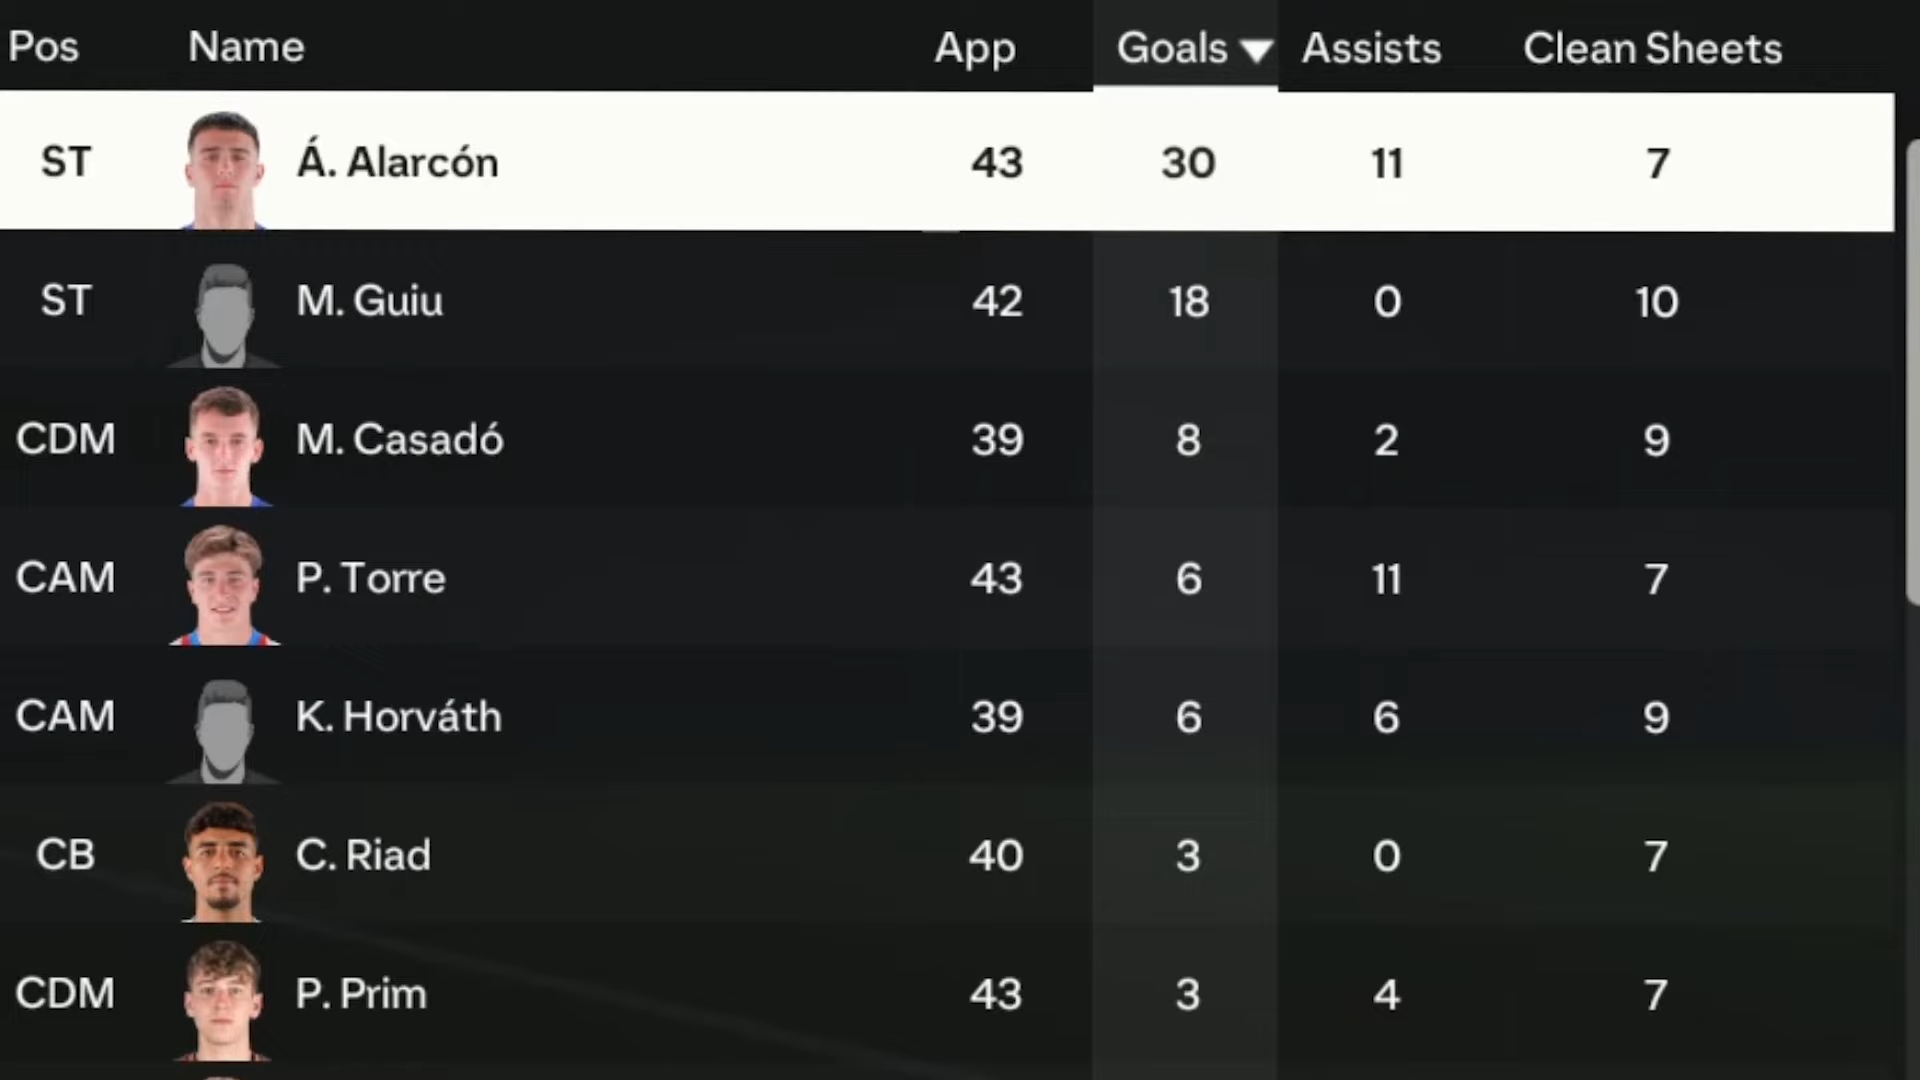 Pos Name App Goals Assists Clean Sheets
ST Á. Alarcón 43 30 11 7
ST M. Guiu 42 18 0 10
CDM M. Casadó 39 8 2 9
CAM P. Torre 43 6 11 7
CAM K. Horváth 39 6 6 9
CB C. Riad 40 3 0 7
CDM P. Prim 43 3 4 7